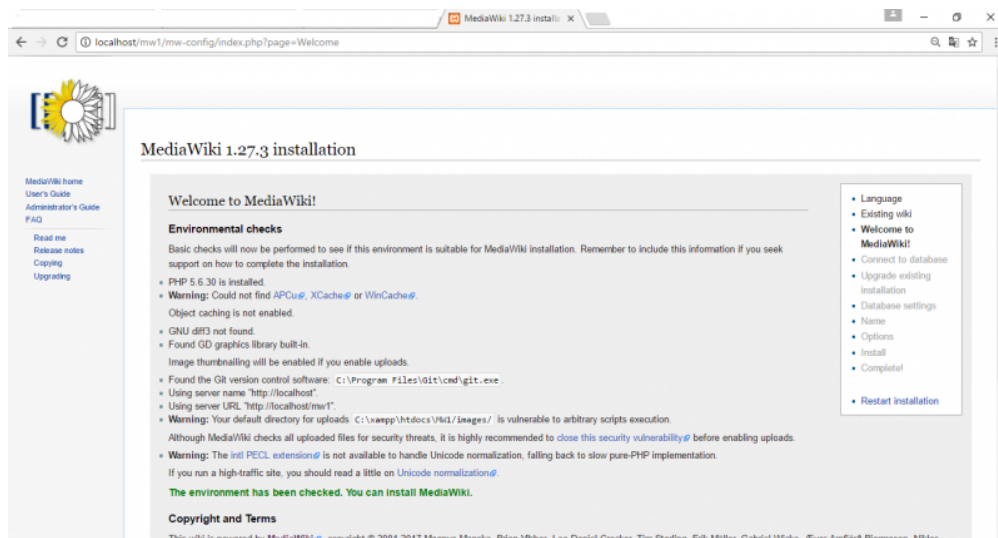 MediaWiki 1.27.3 installa
localhost/mw1/mw-config/index.php?page=Welcome
MediaWiki 1.27.3 installation
MediaWiki home
User's Guide
Administrator's Guide
FAQ
Read me
Release notes
Copying
Upgrading
Welcome to MediaWiki!
Environmental checks
Basic checks will now be performed to see if this environment is suitable for MediaWiki installation. Remember to include this information if you seek
support on how to complete the installation.
PHP 5.6.30 is installed.
Warning: Could not find APCu, XCache or WinCache.
Object caching is not enabled.
GNU diff3 not found.
Found GD graphics library built-in.
Image thumbnailing will be enabled if you enable uploads.
Found the Git version control software: C:\Program Files\Git\cmd\git.exe.
Using server name "http://localhost".
Using server URL "http://localhost/mw1".
Warning: Your default directory for uploads C:\xampp\htdocs\MW1/images/ is vulnerable to arbitrary scripts execution.
Although MediaWiki checks all uploaded files for security threats, it is highly recommended to close this security vulnerability before enabling uploads.
Warning: The intl PECL extension is not available to handle Unicode normalization, falling back to slow pure-PHP implementation.
If you run a high-traffic site, you should read a little on Unicode normalization.
The environment has been checked. You can install MediaWiki.
Copyright and Terms
Language
Existing wiki
Welcome to
MediaWiki!
Connect to database
Upgrade existing
installation
Database settings
Name
Options
Install
Complete!
Restart installation